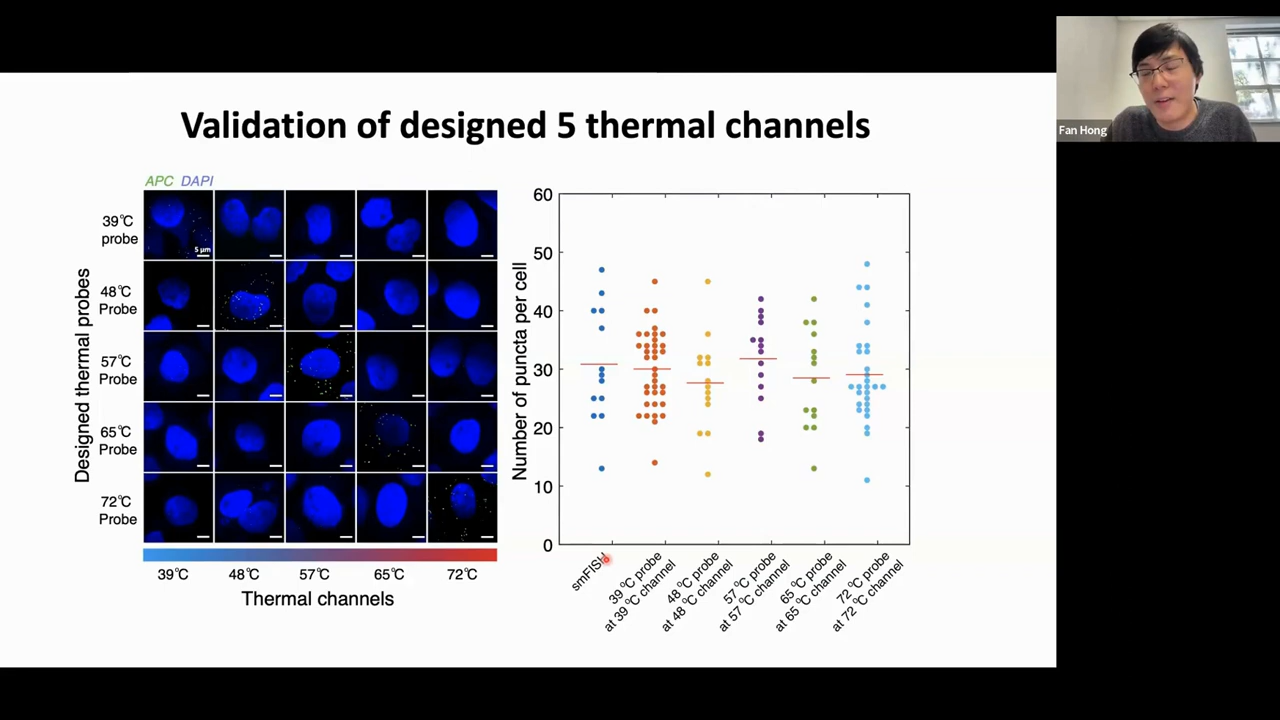 Validation of designed 5 thermal channels
Fan Hong
APC DAPI
Designed thermal probes
39℃
probe
48℃
Probe
57℃
Probe
65℃
Probe
72℃
Probe
5 μm
39℃ 48℃ 57℃ 65℃ 72℃
Thermal channels
Number of puncta per cell
60
50
40
30
20
10
0
smFISH
39 ℃ probe
at 39 ℃ channel
48 ℃ probe
at 48 ℃ channel
57 ℃ probe
at 57 ℃ channel
65 ℃ probe
at 65 ℃ channel
72 ℃ probe
at 72 ℃ channel